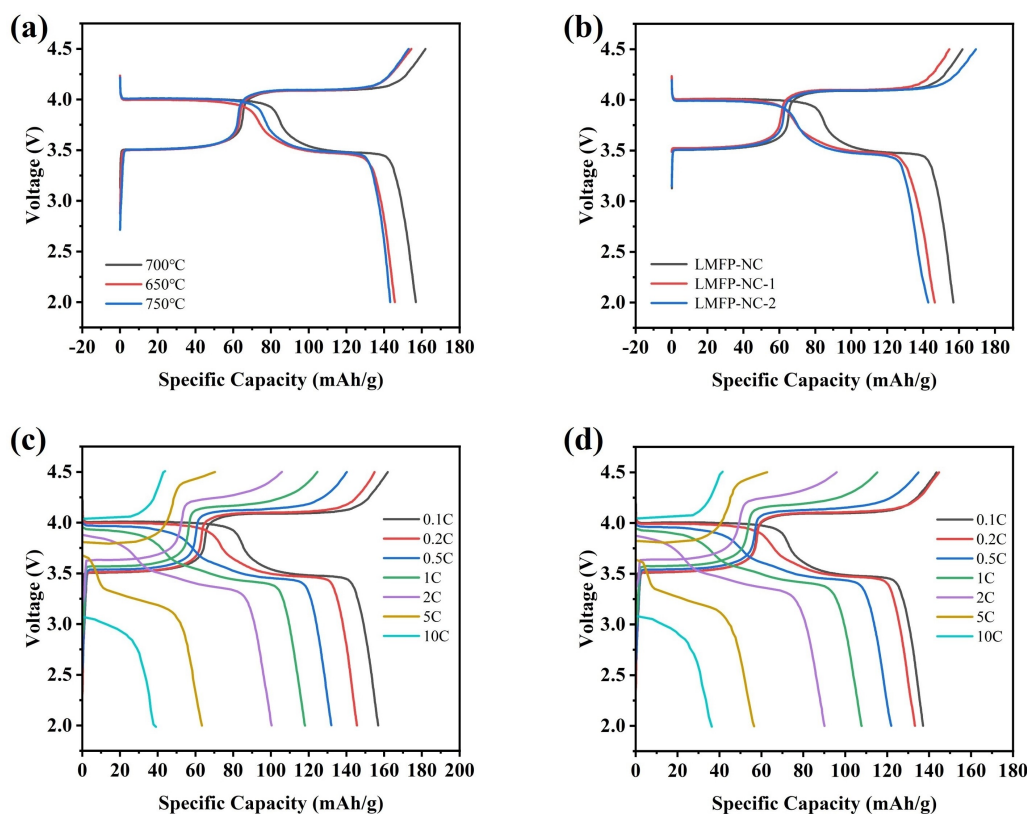 (a)
4.5
4.0
3.5
3.0
2.5
2.0
Voltage (V)
700°C
650°C
750°C
-20 0 20 40 60 80 100 120 140 160 180
Specific Capacity (mAh/g)
(b)
4.5
4.0
3.5
3.0
2.5
2.0
Voltage (V)
LMFP-NC
LMFP-NC-1
LMFP-NC-2
-20 0 20 40 60 80 100 120 140 160 180
Specific Capacity (mAh/g)
(c)
4.5
4.0
3.5
3.0
2.5
2.0
Voltage (V)
0.1C
0.2C
0.5C
1C
2C
5C
10C
0 20 40 60 80 100 120 140 160 180 200
Specific Capacity (mAh/g)
(d)
4.5
4.0
3.5
3.0
2.5
2.0
Voltage (V)
0.1C
0.2C
0.5C
1C
2C
5C
10C
0 20 40 60 80 100 120 140 160 180
Specific Capacity (mAh/g)